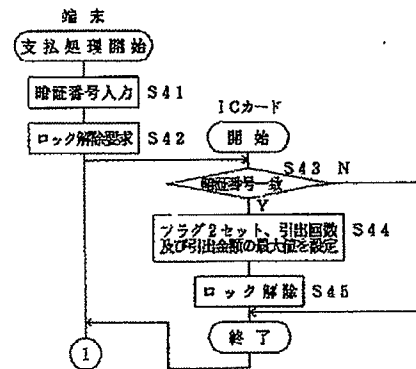 端末
支払処理開始
暗証番号入力 S41
ロック解除要求 S42
ICカード
開始
S43 N
暗証番号一致
Y
フラグ2セット、引出回数
及び引出金額の最大値を設定 S44
ロック解除 S45
終了
1